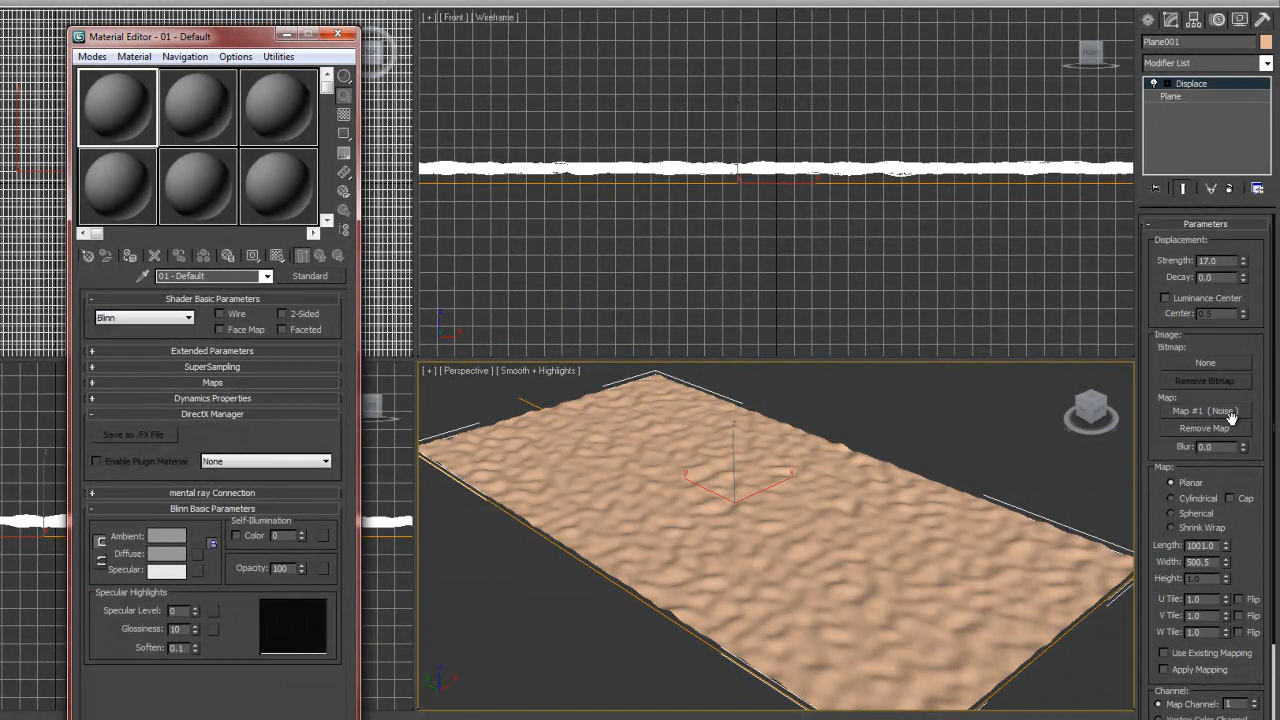 Material Editor - 01 - Default
Modes Material Navigation Options Utilities
01 - Default Standard
Shader Basic Parameters
Blinn Wire 2-Sided
Face Map Faceted
+ Extended Parameters
+ SuperSampling
+ Maps
+ Dynamics Properties
- DirectX Manager
Save as .FX File
Enable Plugin Material None
+ mental ray Connection
- Blinn Basic Parameters
Self-Illumination
Ambient: Color 0
Diffuse:
Specular: Opacity: 100
Specular Highlights
Specular Level: 0
Glossiness: 10
Soften: 0.1
[ + ] [ Front ] [ Wireframe ]
[ + ] [ Perspective ] [ Smooth + Highlights ]
z
y x
Plane001
Modifier List
Displace
Plane
- Parameters
Displacement:
Strength: 17.0
Decay: 0.0
Luminance Center
Center: 0.5
Image:
Bitmap:
None
Remove Bitmap
Map:
Map #1 (Noise)
Remove Map
Blur: 0.0
Map:
Planar
Cylindrical Cap
Spherical
Shrink Wrap
Length: 1001.0
Width: 500.5
Height: 1.0
U Tile: 1.0 Flip
V Tile: 1.0 Flip
W Tile: 1.0 Flip
Use Existing Mapping
Apply Mapping
Channel:
Map Channel: 1